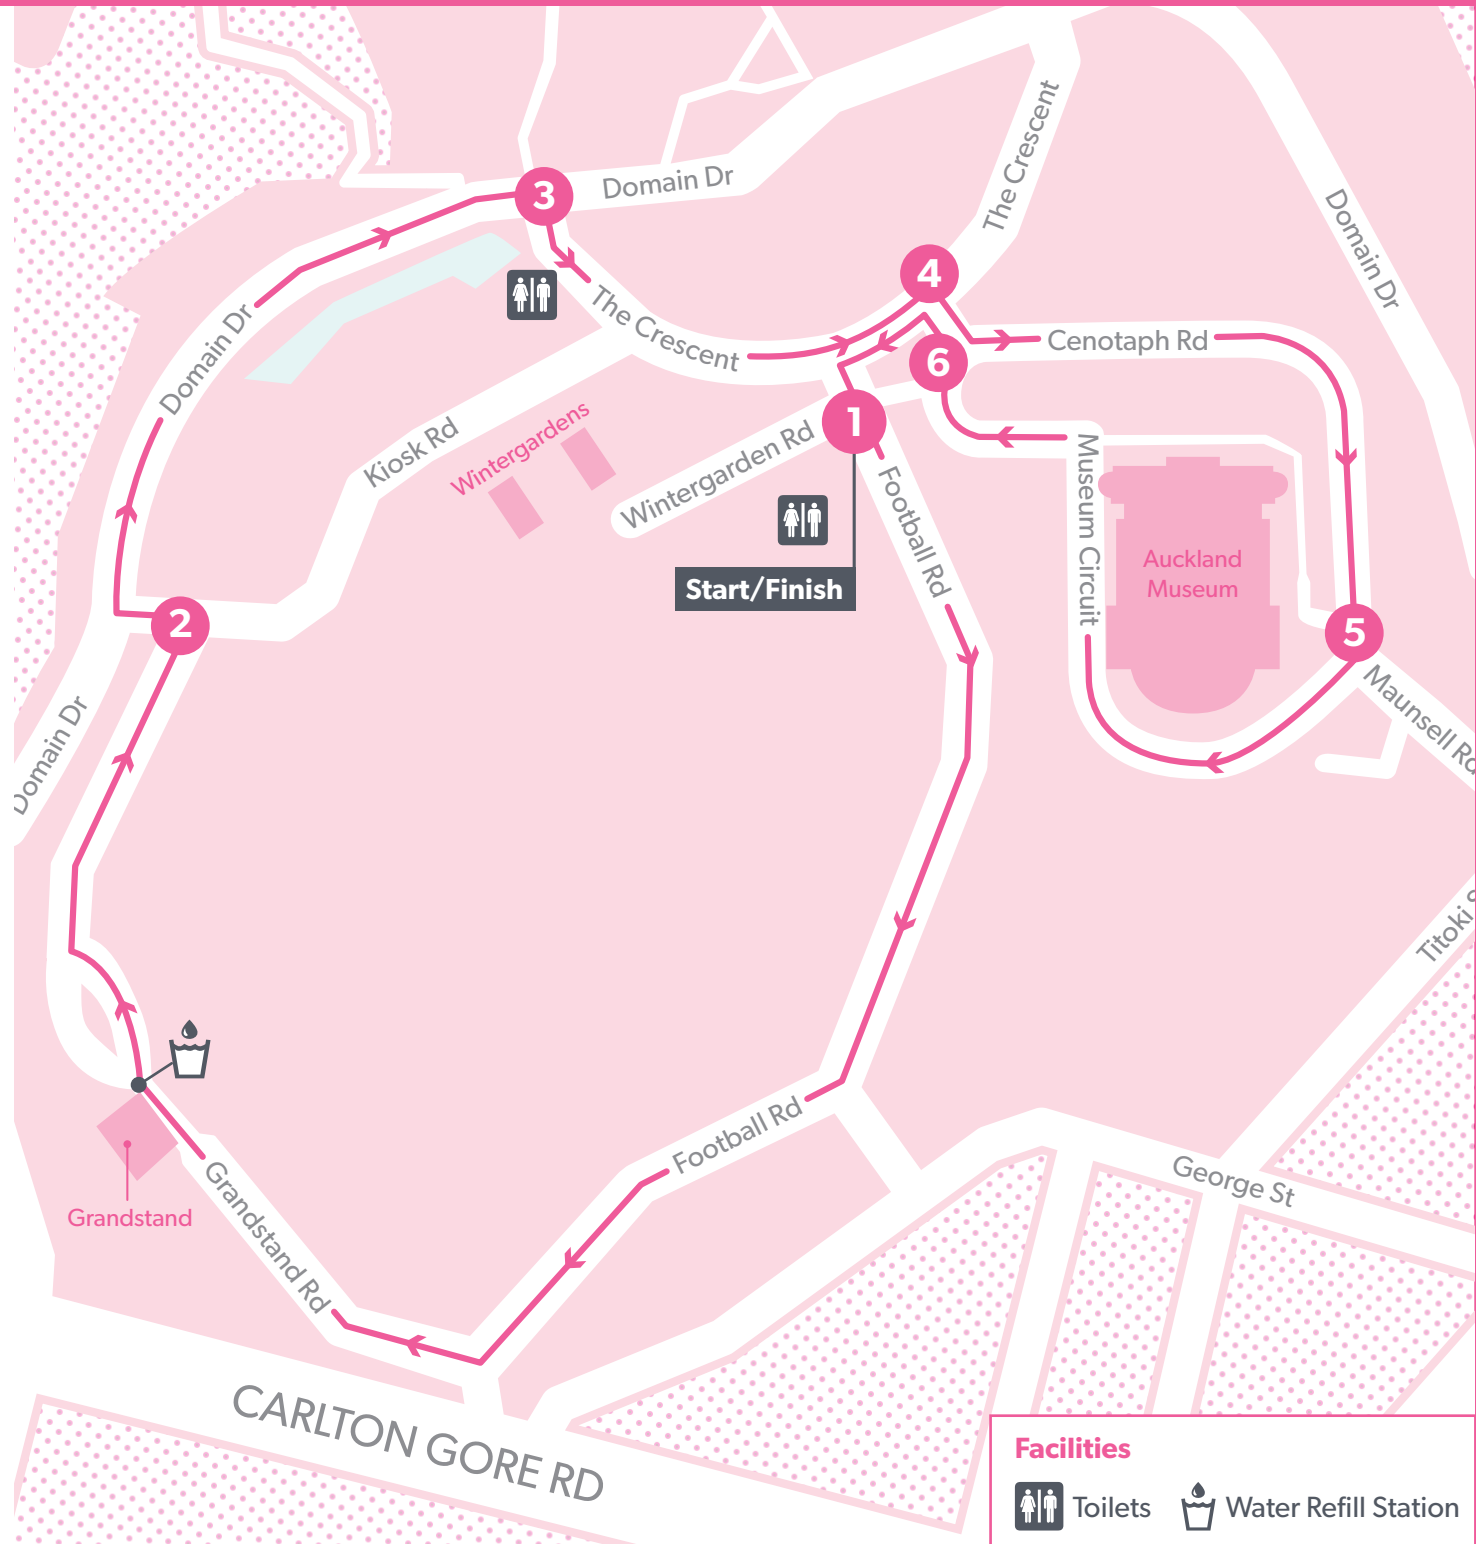 3
Domain Dr
The Crescent
Domain Dr
4
The Crescent
Cenotaph Rd
6
Domain Dr
1
Kiosk Rd
Wintergardens
Wintergarden Rd
Football Rd
Museum Circuit
Auckland
Museum
Start/Finish
2
5
Maunsell Rd
Domain Dr
Titoki
Football Rd
George St
Grandstand
Grandstand Rd
CARLTON GORE RD
Facilities
Toilets
Water Refill Station